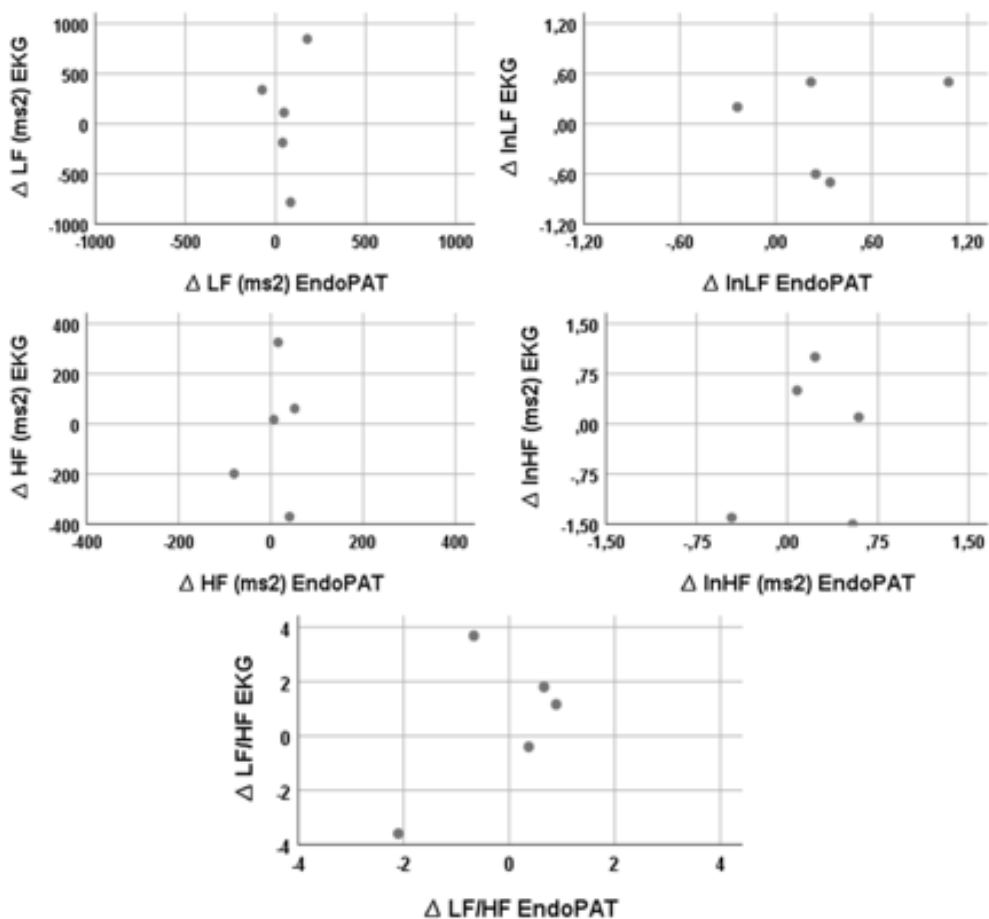 Δ LF (ms2) EKG
1000
500
0
-500
-1000
-1000 -500 0 500 1000
Δ LF (ms2) EndoPAT
Δ lnLF EKG
1,20
,60
,00
-,60
-1,20
-1,20 -,60 ,00 ,60 1,20
Δ lnLF EndoPAT
Δ HF (ms2) EKG
400
200
0
-200
-400
-400 -200 0 200 400
Δ HF (ms2) EndoPAT
Δ lnHF (ms2) EKG
1,50
,75
,00
-,75
-1,50
-1,50 -,75 ,00 ,75 1,50
Δ lnHF (ms2) EndoPAT
Δ LF/HF EKG
4
2
0
-2
-4
-4 -2 0 2 4
Δ LF/HF EndoPAT